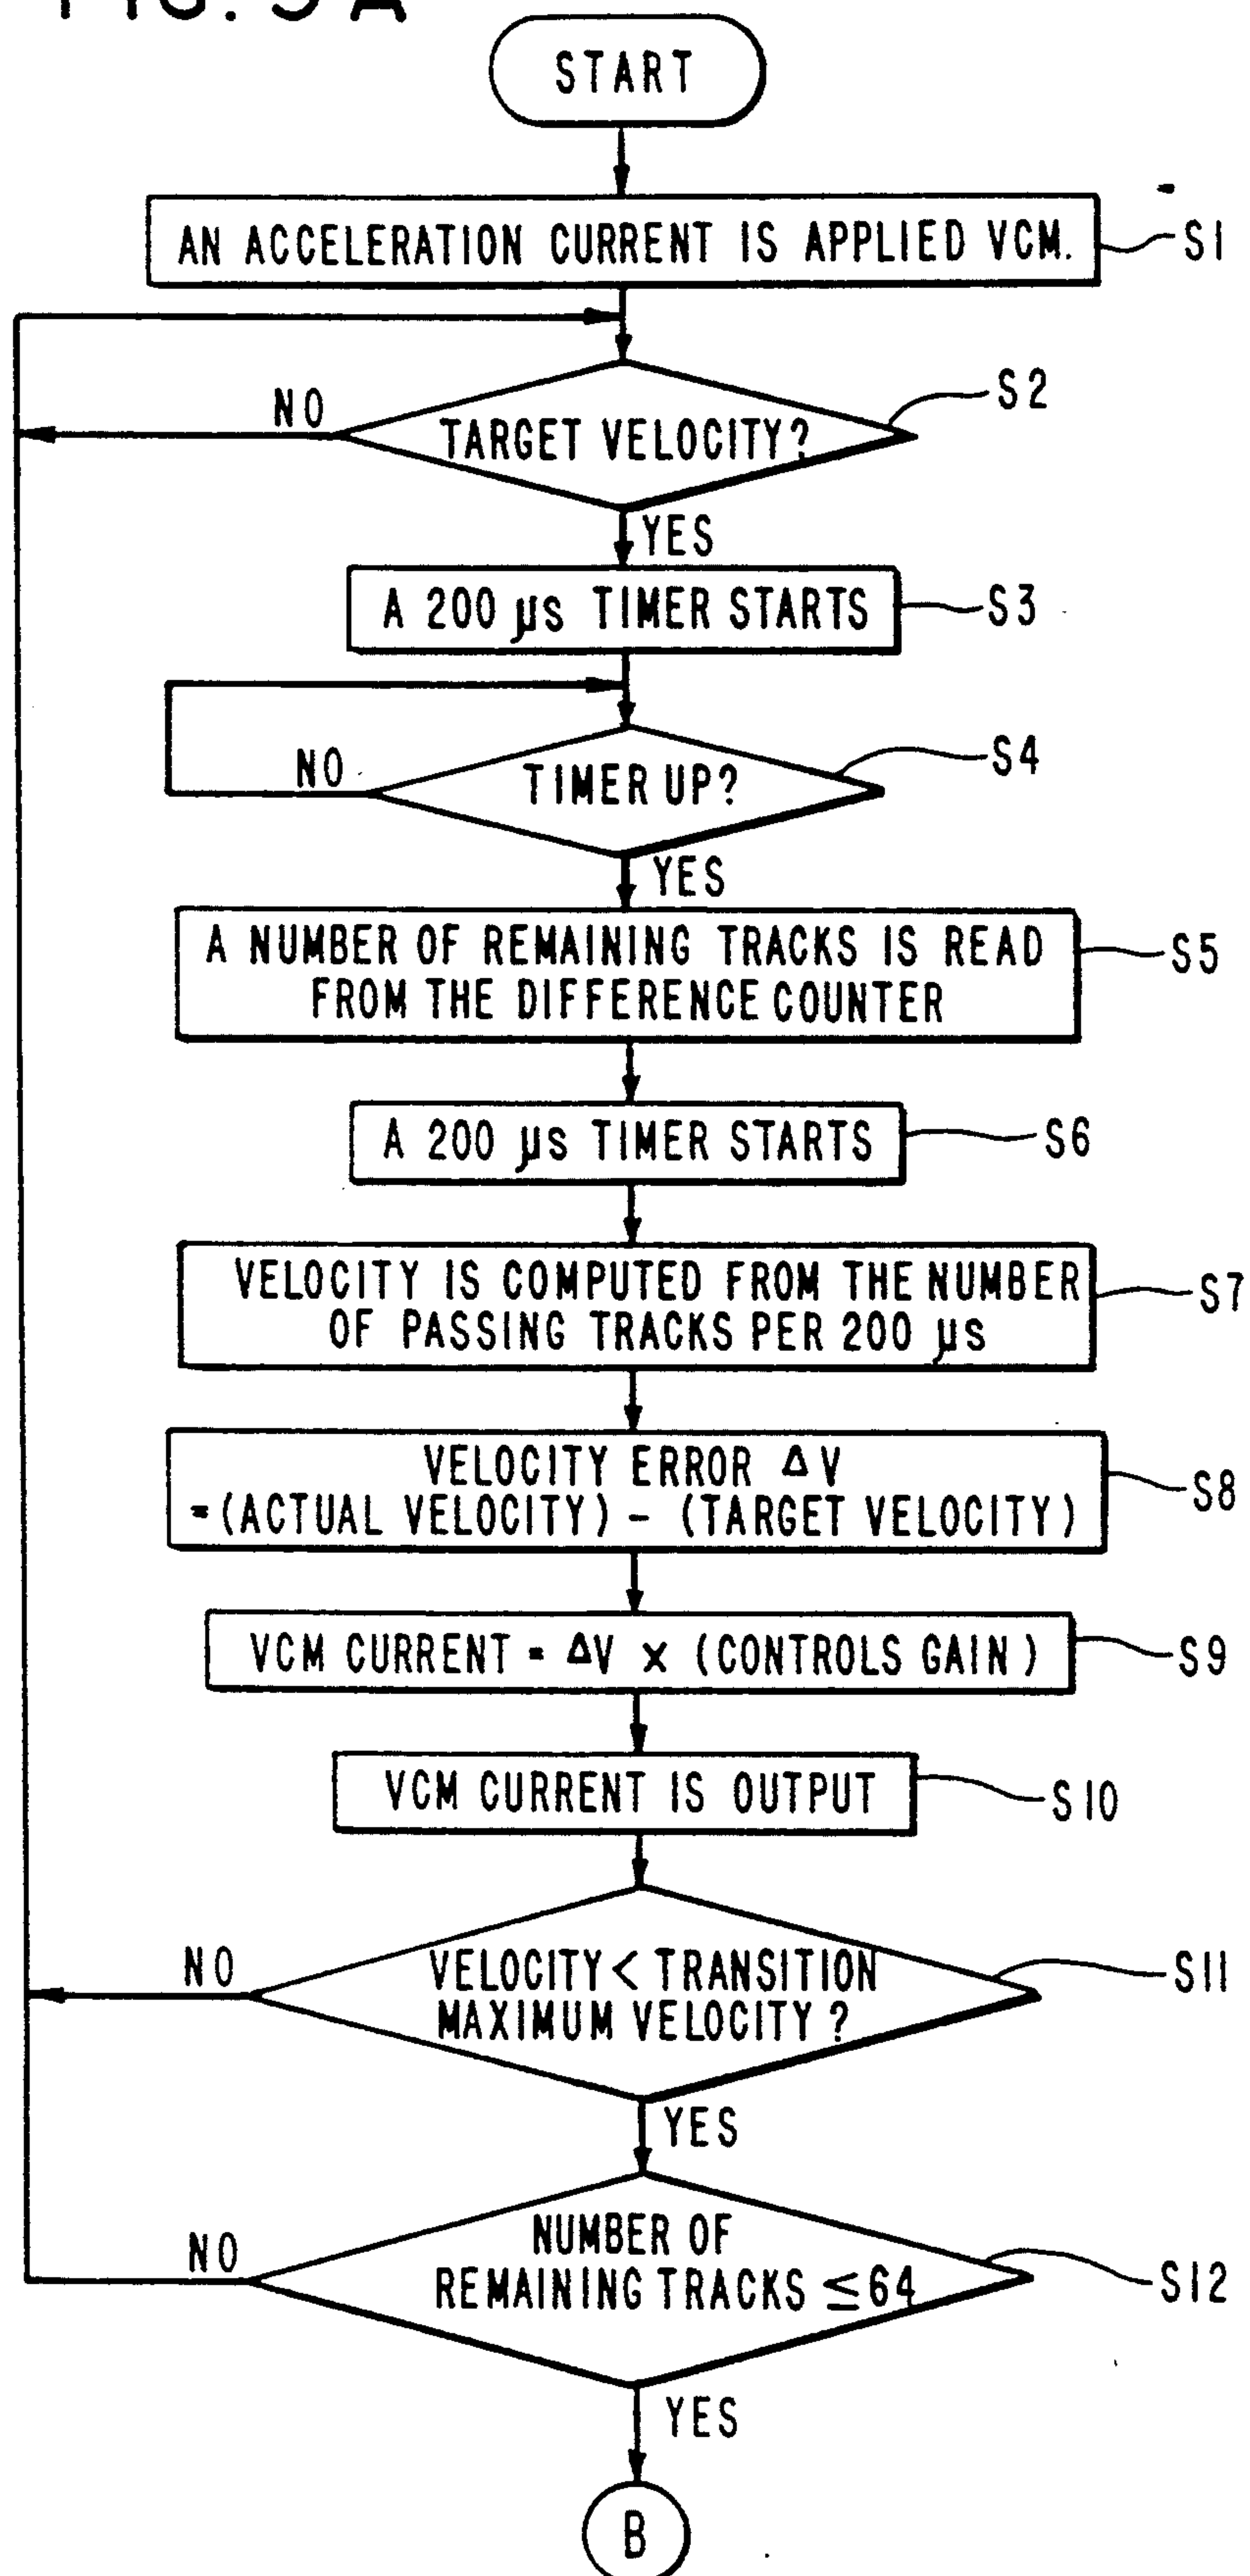 FIG. 5A
START
AN ACCELERATION CURRENT IS APPLIED VCM.
S1
NO
TARGET VELOCITY?
S2
YES
A 200 µs TIMER STARTS
S3
NO
TIMER UP?
S4
YES
A NUMBER OF REMAINING TRACKS IS READ
FROM THE DIFFERENCE COUNTER
S5
A 200 µs TIMER STARTS
S6
VELOCITY IS COMPUTED FROM THE NUMBER
OF PASSING TRACKS PER 200 µs
S7
VELOCITY ERROR ΔV
=(ACTUAL VELOCITY) - (TARGET VELOCITY)
S8
VCM CURRENT = ΔV x (CONTROLS GAIN)
S9
VCM CURRENT IS OUTPUT
S10
NO
VELOCITY < TRANSITION
MAXIMUM VELOCITY ?
S11
YES
NO
NUMBER OF
REMAINING TRACKS ≤64
S12
YES
B